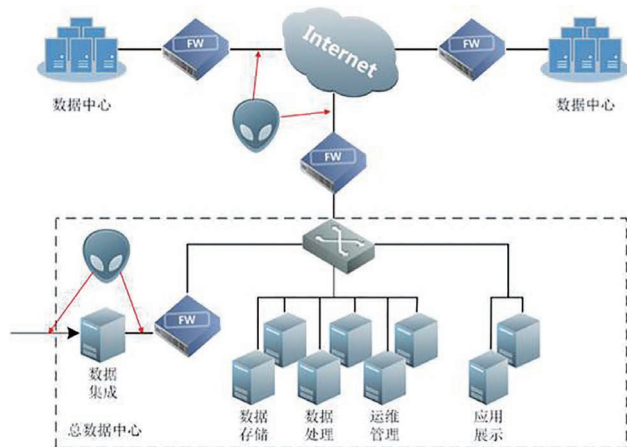 FW
Internet
FW
数据中心
数据中心
FW
FW
数据
集成
数据
存储
数据
处理
运维
管理
应用
展示
总数据中心